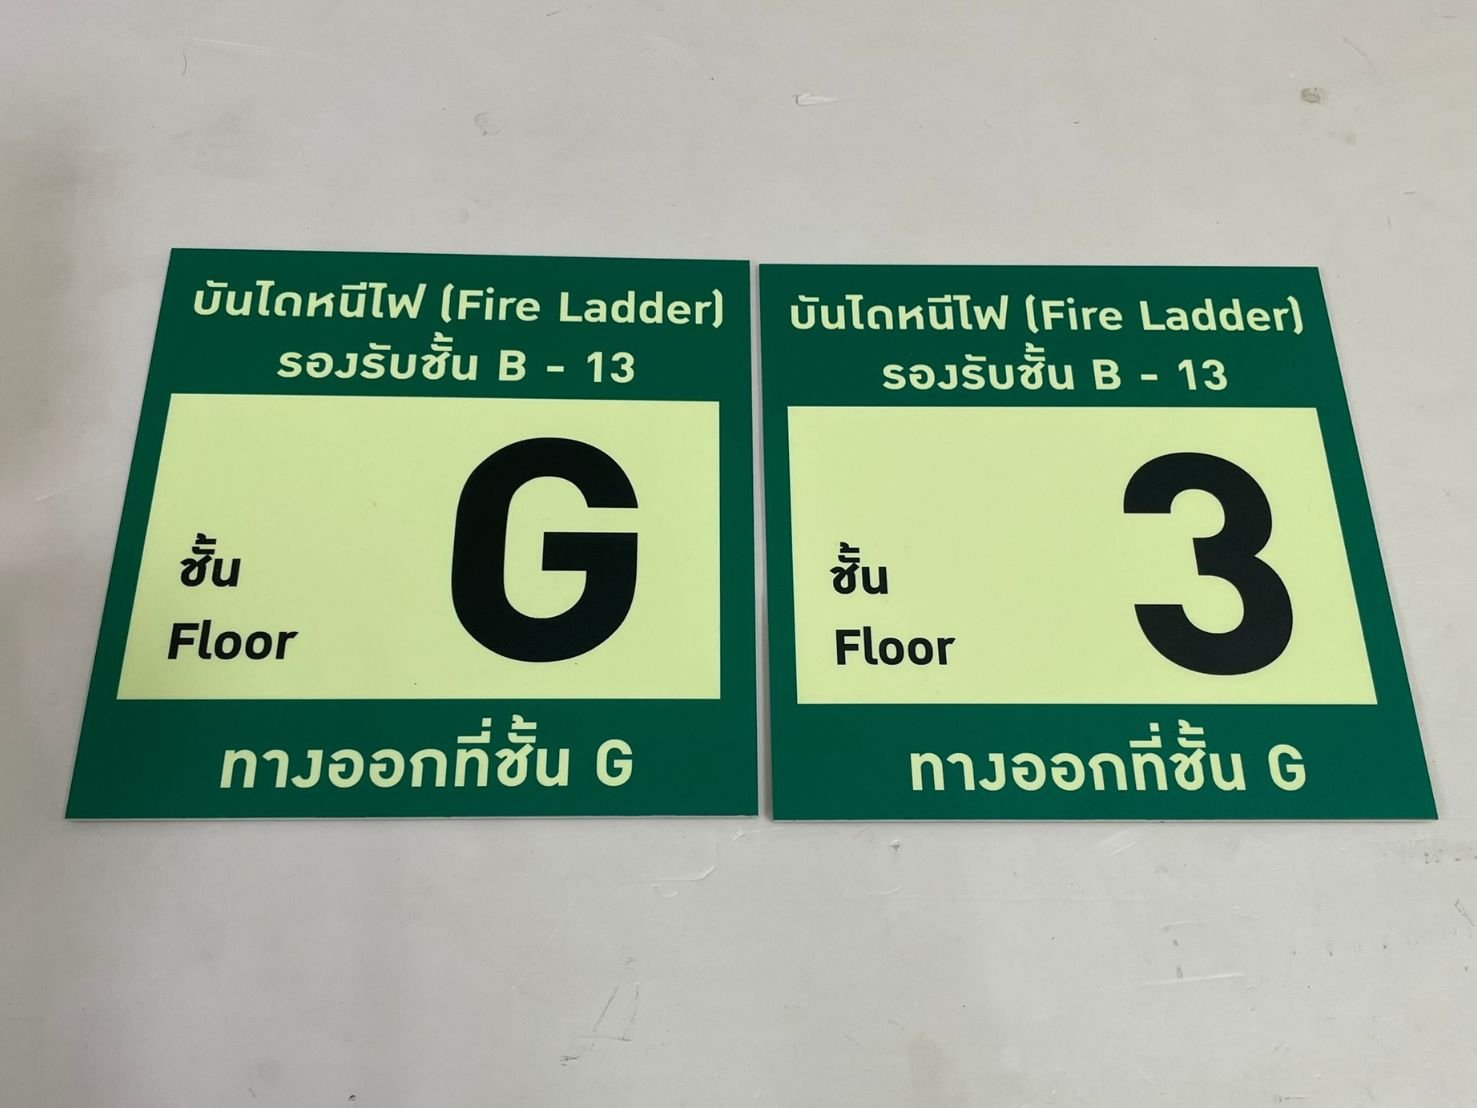 บันไดหนีไฟ (Fire Ladder)
รองรับชั้น B - 13
ชั้น
Floor
G
ทางออกที่ชั้น G
บันไดหนีไฟ (Fire Ladder)
รองรับชั้น B - 13
ชั้น
Floor
3
ทางออกที่ชั้น G